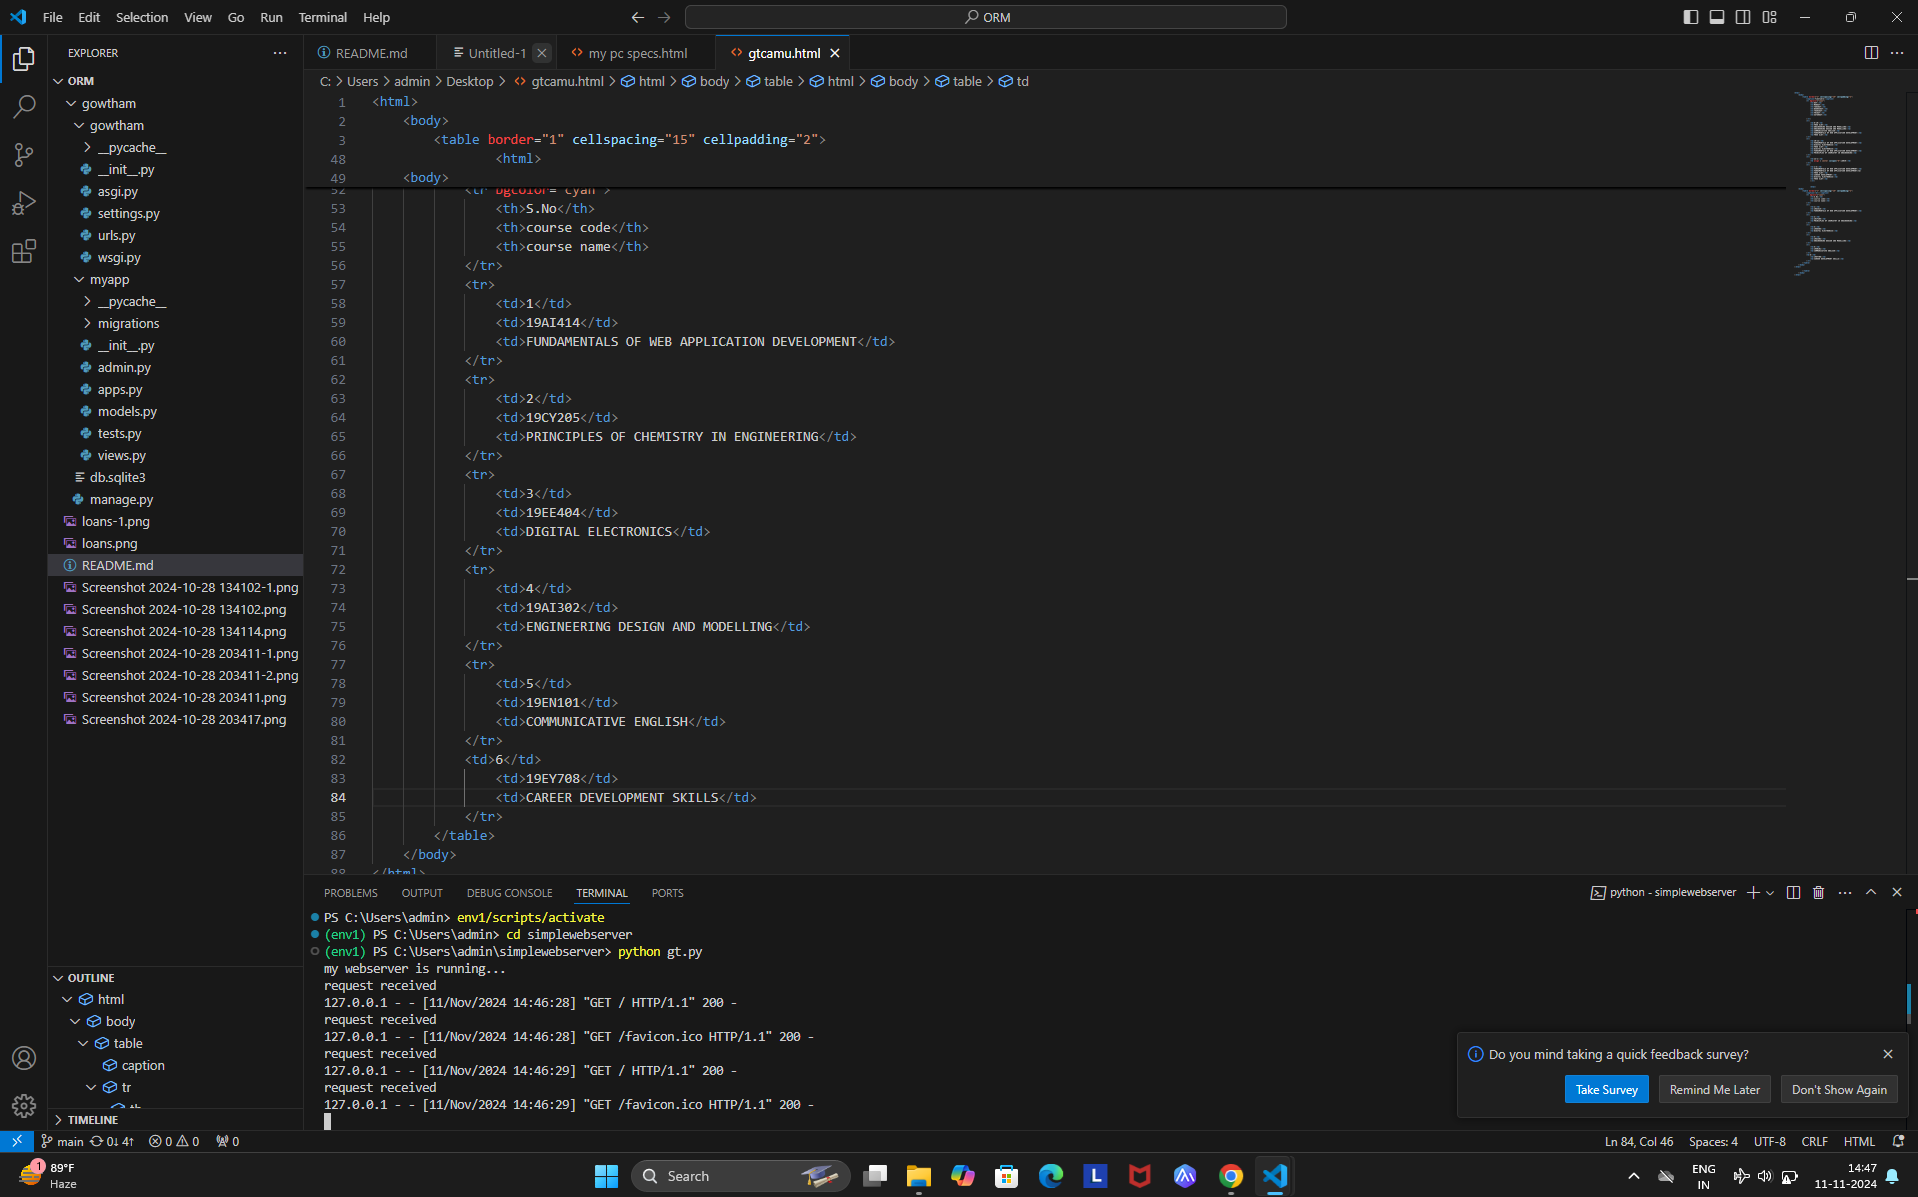 File Edit Selection View Go Run Terminal Help
ORM
EXPLORER
ORM
gowtham
gowtham
__pycache__
__init__.py
asgi.py
settings.py
urls.py
wsgi.py
myapp
__pycache__
migrations
__init__.py
admin.py
apps.py
models.py
tests.py
views.py
db.sqlite3
manage.py
loans-1.png
loans.png
README.md
Screenshot 2024-10-28 134102-1.png
Screenshot 2024-10-28 134102.png
Screenshot 2024-10-28 134114.png
Screenshot 2024-10-28 203411-1.png
Screenshot 2024-10-28 203411-2.png
Screenshot 2024-10-28 203411.png
Screenshot 2024-10-28 203417.png
OUTLINE
html
body
table
caption
tr
th
TIMELINE
README.md Untitled-1 my pc specs.html gtcamu.html
C: > Users > admin > Desktop > gtcamu.html > html > body > table > html > body > table > td
1 <html>
2 <body>
3 <table border="1" cellspacing="15" cellpadding="2">
48 <html>
49 <body>
52 <tr bgcolor="cyan">
53 <th>S.No</th>
54 <th>course code</th>
55 <th>course name</th>
56 </tr>
57 <tr>
58 <td>1</td>
59 <td>19AI414</td>
60 <td>FUNDAMENTALS OF WEB APPLICATION DEVELOPMENT</td>
61 </tr>
62 <tr>
63 <td>2</td>
64 <td>19CY205</td>
65 <td>PRINCIPLES OF CHEMISTRY IN ENGINEERING</td>
66 </tr>
67 <tr>
68 <td>3</td>
69 <td>19EE404</td>
70 <td>DIGITAL ELECTRONICS</td>
71 </tr>
72 <tr>
73 <td>4</td>
74 <td>19AI302</td>
75 <td>ENGINEERING DESIGN AND MODELLING</td>
76 </tr>
77 <tr>
78 <td>5</td>
79 <td>19EN101</td>
80 <td>COMMUNICATIVE ENGLISH</td>
81 </tr>
82 <td>6</td>
83 <td>19EY708</td>
84 <td>CAREER DEVELOPMENT SKILLS</td>
85 </tr>
86 </table>
87 </body>
88 </html>
PROBLEMS OUTPUT DEBUG CONSOLE TERMINAL PORTS
python - simplewebserver
PS C:\Users\admin> env1/scripts/activate
(env1) PS C:\Users\admin> cd simplewebserver
(env1) PS C:\Users\admin\simplewebserver> python gt.py
my webserver is running...
request received
127.0.0.1 - - [11/Nov/2024 14:46:28] "GET / HTTP/1.1" 200 -
request received
127.0.0.1 - - [11/Nov/2024 14:46:28] "GET /favicon.ico HTTP/1.1" 200 -
request received
127.0.0.1 - - [11/Nov/2024 14:46:29] "GET / HTTP/1.1" 200 -
request received
127.0.0.1 - - [11/Nov/2024 14:46:29] "GET /favicon.ico HTTP/1.1" 200 -
Do you mind taking a quick feedback survey?
Take Survey Remind Me Later Don't Show Again
main 0↓ 4↑ 0 0 0
Ln 84, Col 46 Spaces: 4 UTF-8 CRLF HTML
1
89°F
Haze
Search
L
ENG
IN
14:47
11-11-2024